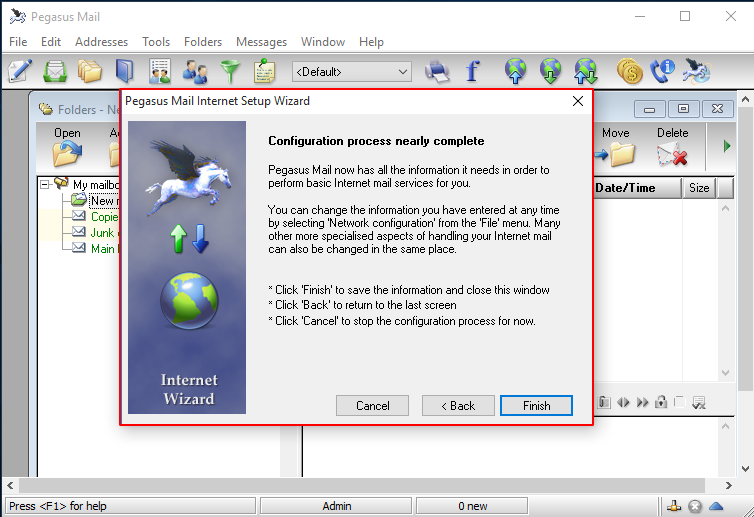 Pegasus Mail
File Edit Addresses Tools Folders Messages Window Help
<Default>
Folders - Ne
Pegasus Mail Internet Setup Wizard
Open
Move
Delete
My mailbo
New
Copie
Junk
Main
Date/Time
Size
Configuration process nearly complete
Pegasus Mail now has all the information it needs in order to
perform basic Internet mail services for you.
You can change the information you have entered at any time
by selecting 'Network configuration' from the 'File' menu. Many
other more specialised aspects of handling your Internet mail
can also be changed in the same place.
* Click 'Finish' to save the information and close this window
* Click 'Back' to return to the last screen
* Click 'Cancel' to stop the configuration process for now.
Internet
Wizard
Cancel
< Back
Finish
Press <F1> for help
Admin
0 new